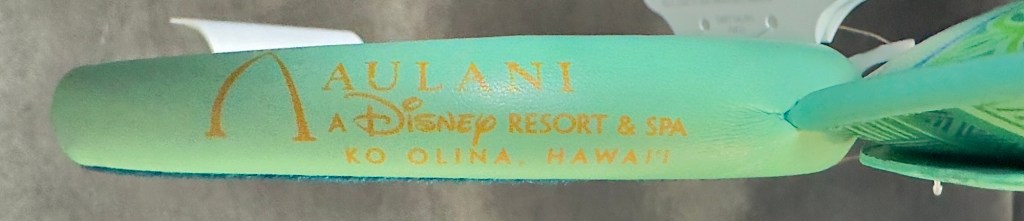 AULANI
A Disney RESORT & SPA
KO OLINA, HAWAI'I